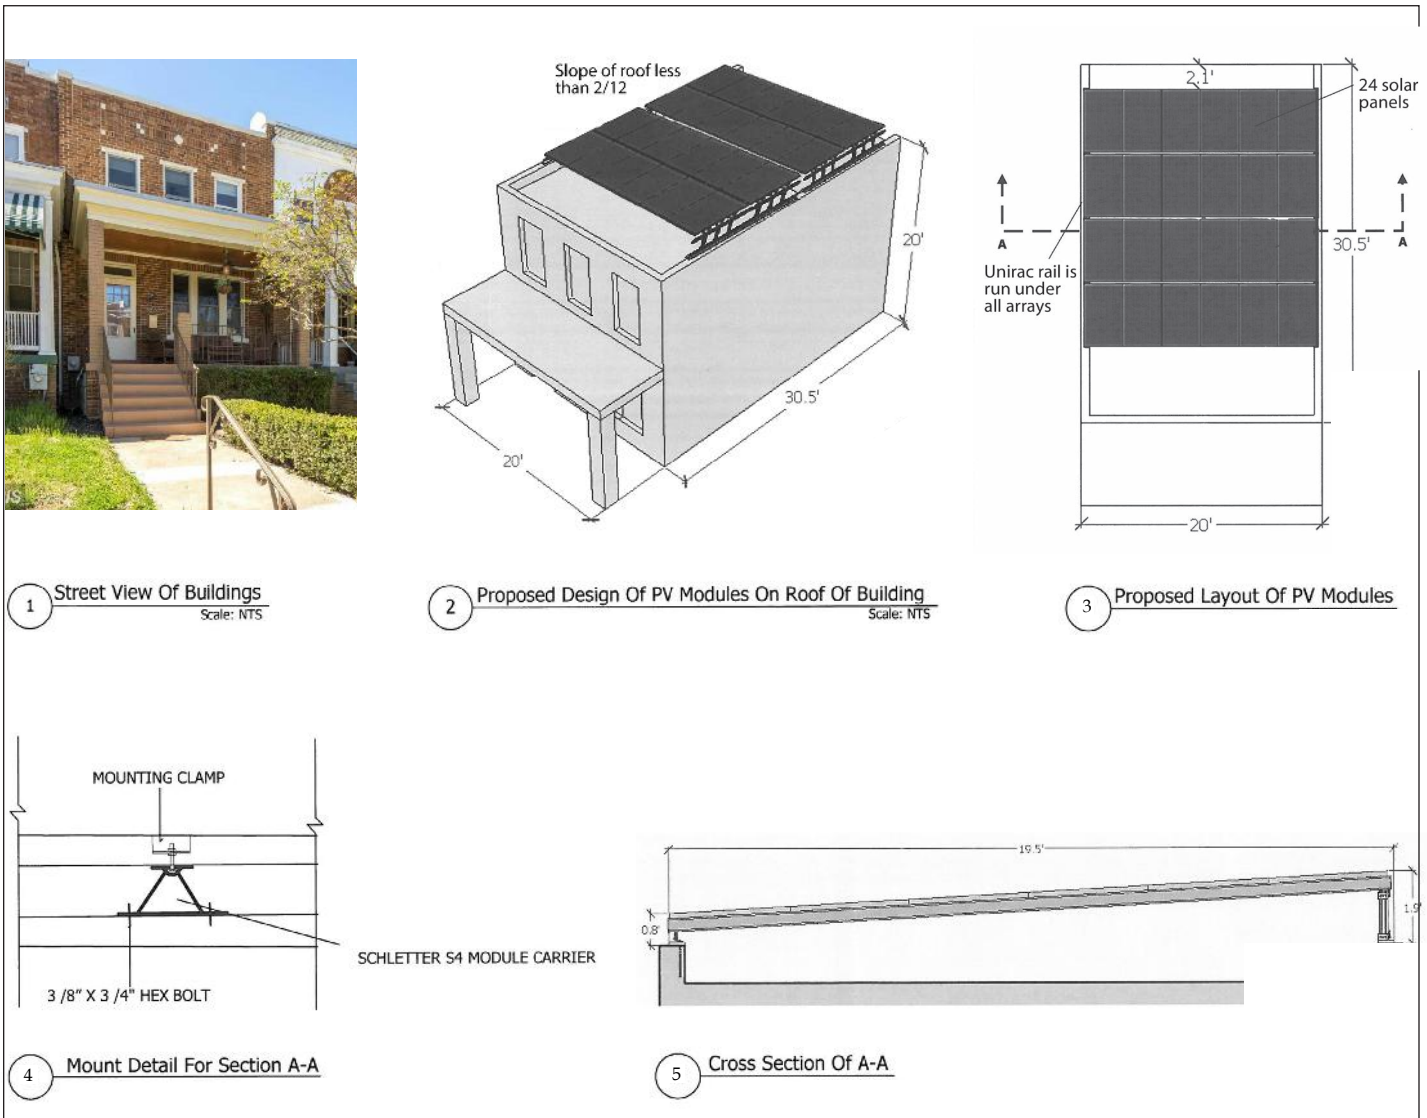 Slope of roof less
than 2/12
20'
30.5'
20'
2.1'
24 solar
panels
A
A
30.5'
Unirac rail is
run under
all arrays
20'
1
Street View Of Buildings
Scale: NTS
2
Proposed Design Of PV Modules On Roof Of Building
Scale: NTS
3
Proposed Layout Of PV Modules
MOUNTING CLAMP
SCHLETTER S4 MODULE CARRIER
3 /8" X 3 /4" HEX BOLT
19.5'
0.8'
4
Mount Detail For Section A-A
5
Cross Section Of A-A